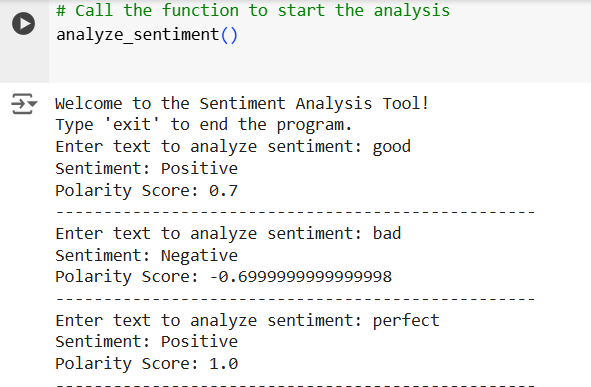 # Call the function to start the analysis
analyze_sentiment()
Welcome to the Sentiment Analysis Tool!
Type 'exit' to end the program.
Enter text to analyze sentiment: good
Sentiment: Positive
Polarity Score: 0.7
--------------------------------------------------
Enter text to analyze sentiment: bad
Sentiment: Negative
Polarity Score: -0.6999999999999998
--------------------------------------------------
Enter text to analyze sentiment: perfect
Sentiment: Positive
Polarity Score: 1.0
--------------------------------------------------